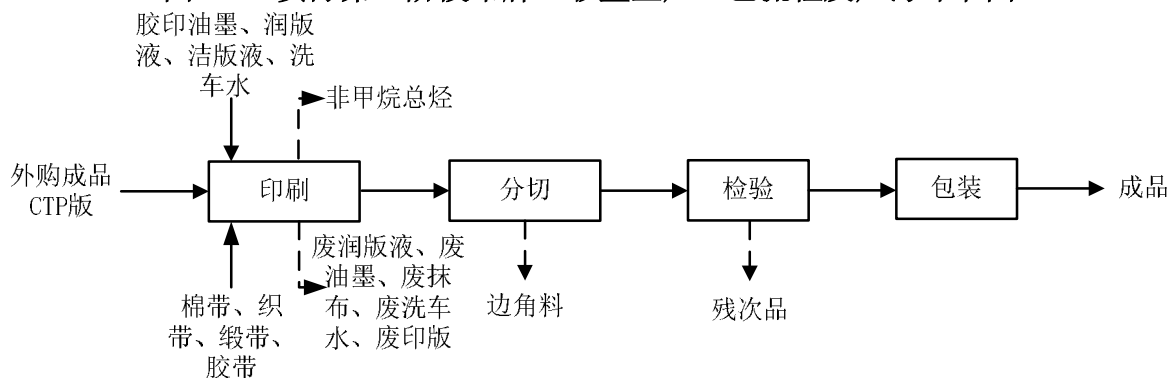 胶印油墨、润版
液、洁版液、洗
车水
非甲烷总烃
外购成品
CTP版
印刷
分切
检验
包装
成品
废润版液、废
油墨、废抹
布、废洗车
水、废印版
棉带、织
带、缎带、
胶带
边角料
残次品